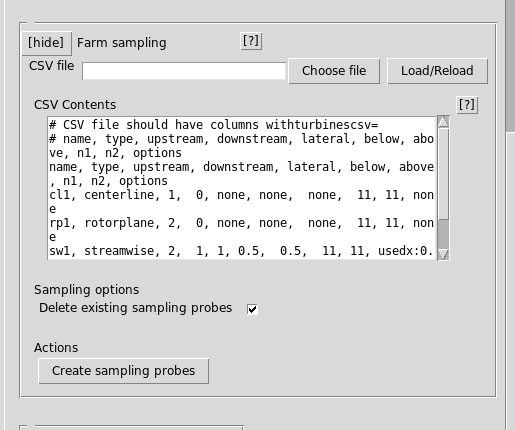 [hide] Farm sampling [?]
CSV file Choose file Load/Reload
CSV Contents [?]
# CSV file should have columns withturbinescsv=
# name, type, upstream, downstream, lateral, below, abo
ve, n1, n2, options
name, type, upstream, downstream, lateral, below, above
, n1, n2, options
cl1, centerline, 1,  0, none, none,  none,  11, 11, non
e
rp1, rotorplane, 2,  0, none, none,  none,  11, 11, non
e
sw1, streamwise, 2,  1, 1, 0.5,  0.5,  11, 11, usedx:0.
Sampling options
Delete existing sampling probes
Actions
Create sampling probes